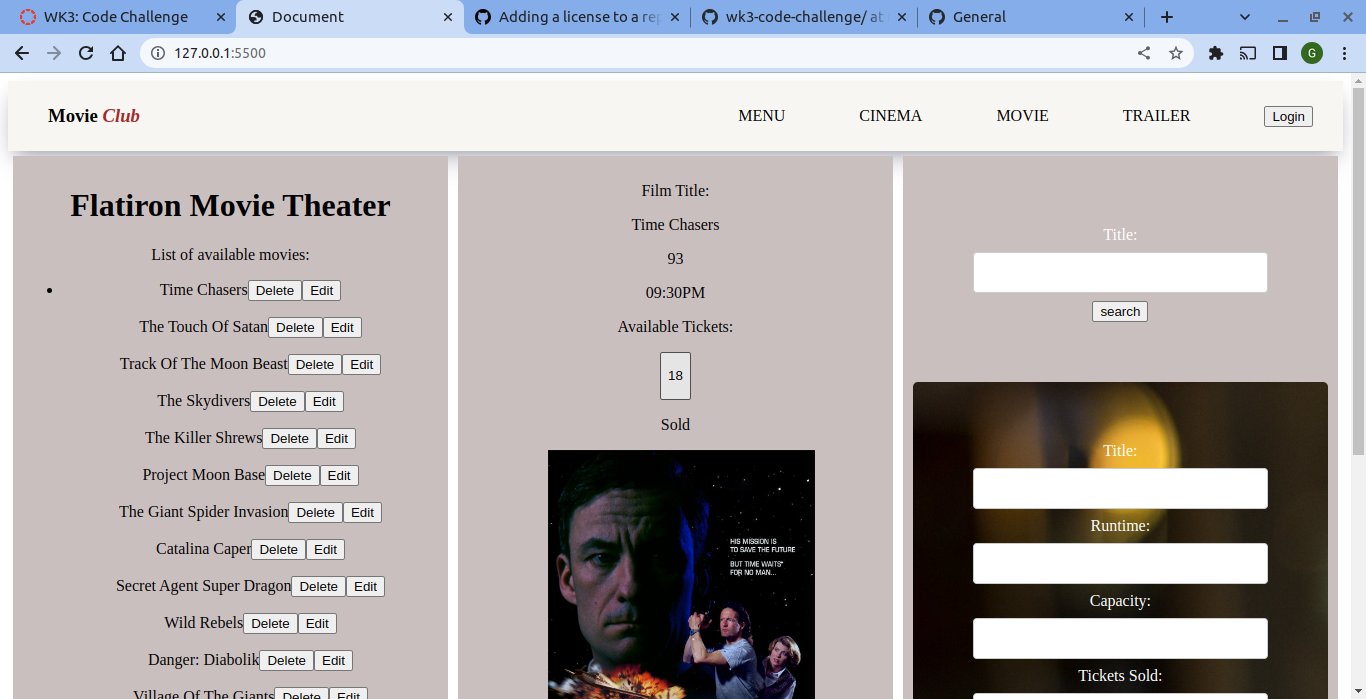 WK3: Code Challenge
Document
Adding a license to a rep
wk3-code-challenge/ at
General
127.0.0.1:5500
G
Movie Club
MENU
CINEMA
MOVIE
TRAILER
Login
Flatiron Movie Theater
List of available movies:
Time Chasers Delete Edit
The Touch Of Satan Delete Edit
Track Of The Moon Beast Delete Edit
The Skydivers Delete Edit
The Killer Shrews Delete Edit
Project Moon Base Delete Edit
The Giant Spider Invasion Delete Edit
Catalina Caper Delete Edit
Secret Agent Super Dragon Delete Edit
Wild Rebels Delete Edit
Danger: Diabolik Delete Edit
Village Of The Giants Delete Edit
Film Title:
Time Chasers
93
09:30PM
Available Tickets:
18
Sold
HIS MISSION IS
TO SAVE THE FUTURE
BUT TIME WAITS
FOR NO MAN...
Title:
search
Title:
Runtime:
Capacity:
Tickets Sold: